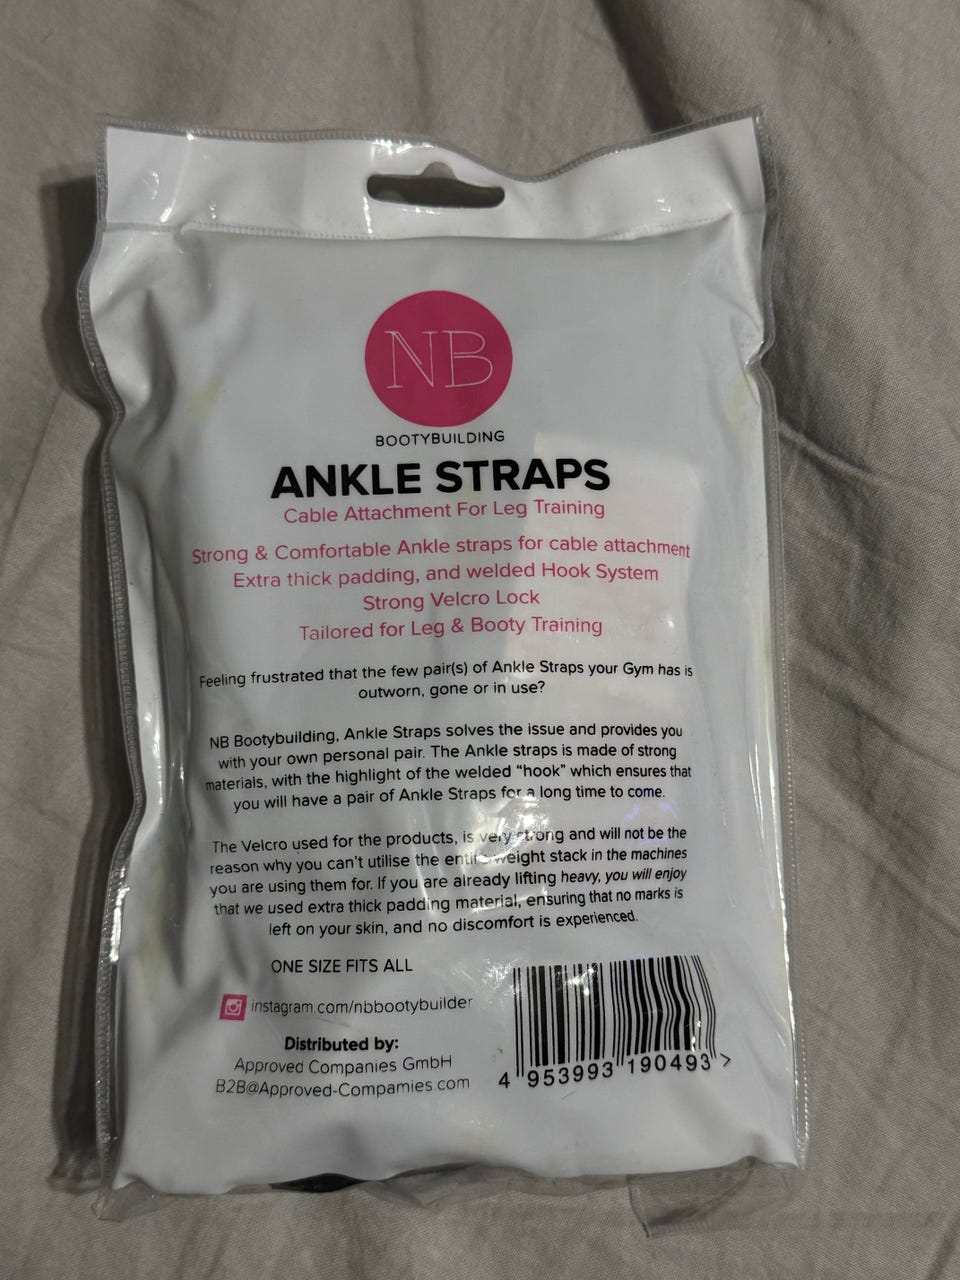 NB
BOOTYBUILDING
ANKLE STRAPS
Cable Attachment For Leg Training
Strong & Comfortable Ankle straps for cable attachment
Extra thick padding, and welded Hook System
Strong Velcro Lock
Tailored for Leg & Booty Training
Feeling frustrated that the few pair(s) of Ankle Straps your Gym has is
outworn, gone or in use?
NB Bootybuilding, Ankle Straps solves the issue and provides you
with your own personal pair. The Ankle straps is made of strong
materials, with the highlight of the welded “hook” which ensures that
you will have a pair of Ankle Straps for a long time to come.
The Velcro used for the products, is very strong and will not be the
reason why you can’t utilise the entire weight stack in the machines
you are using them for. If you are already lifting heavy, you will enjoy
that we used extra thick padding material, ensuring that no marks is
left on your skin, and no discomfort is experienced.
ONE SIZE FITS ALL
instagram.com/nbbootybuilder
Distributed by:
Approved Companies GmbH
B2B@Approved-Compamies.com
4 953993 190493 >